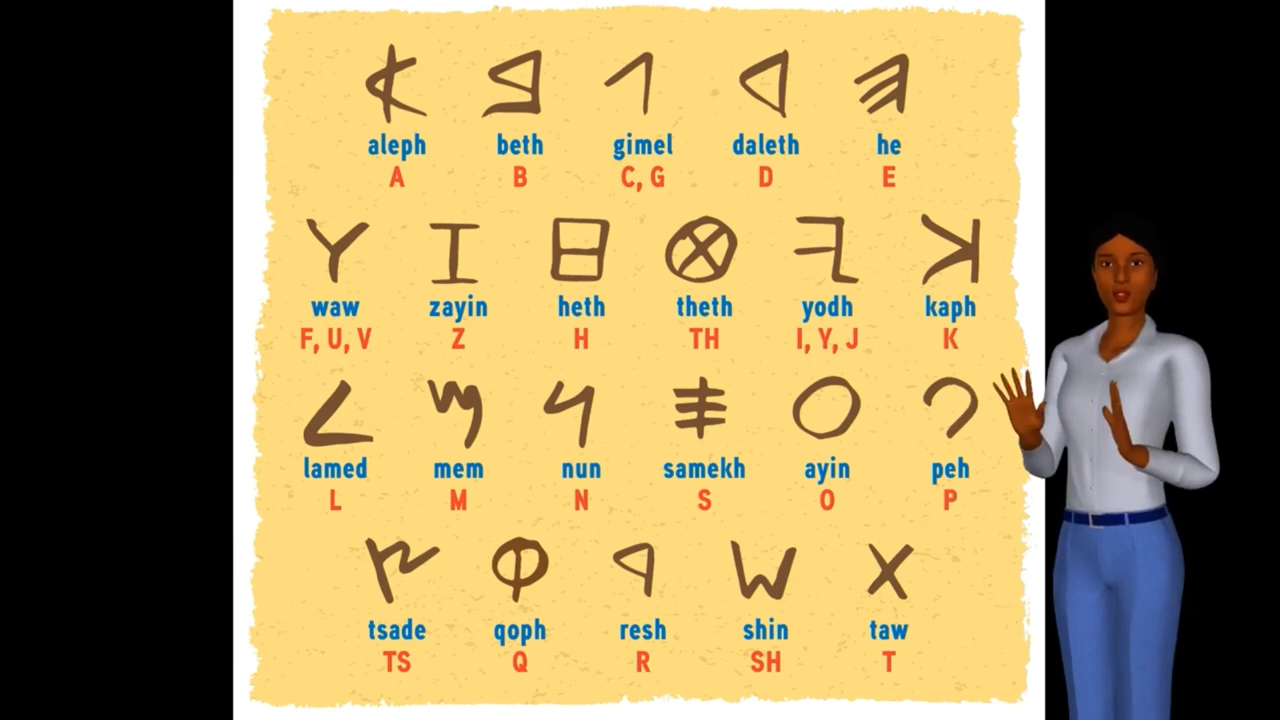 𐤀 𐤁 𐤂 𐤃 𐤄
aleph beth gimel daleth he
A B C, G D E
𐤅 𐤆 𐤇 𐤈 𐤉 𐤊
waw zayin heth theth yodh kaph
F, U, V Z H TH I, Y, J K
𐤋 𐤌 𐤍 𐤎 𐤏 𐤐
lamed mem nun samekh ayin peh
L M N S O P
𐤑 𐤒 𐤓 𐤔 𐤕
tsade qoph resh shin taw
TS Q R SH T